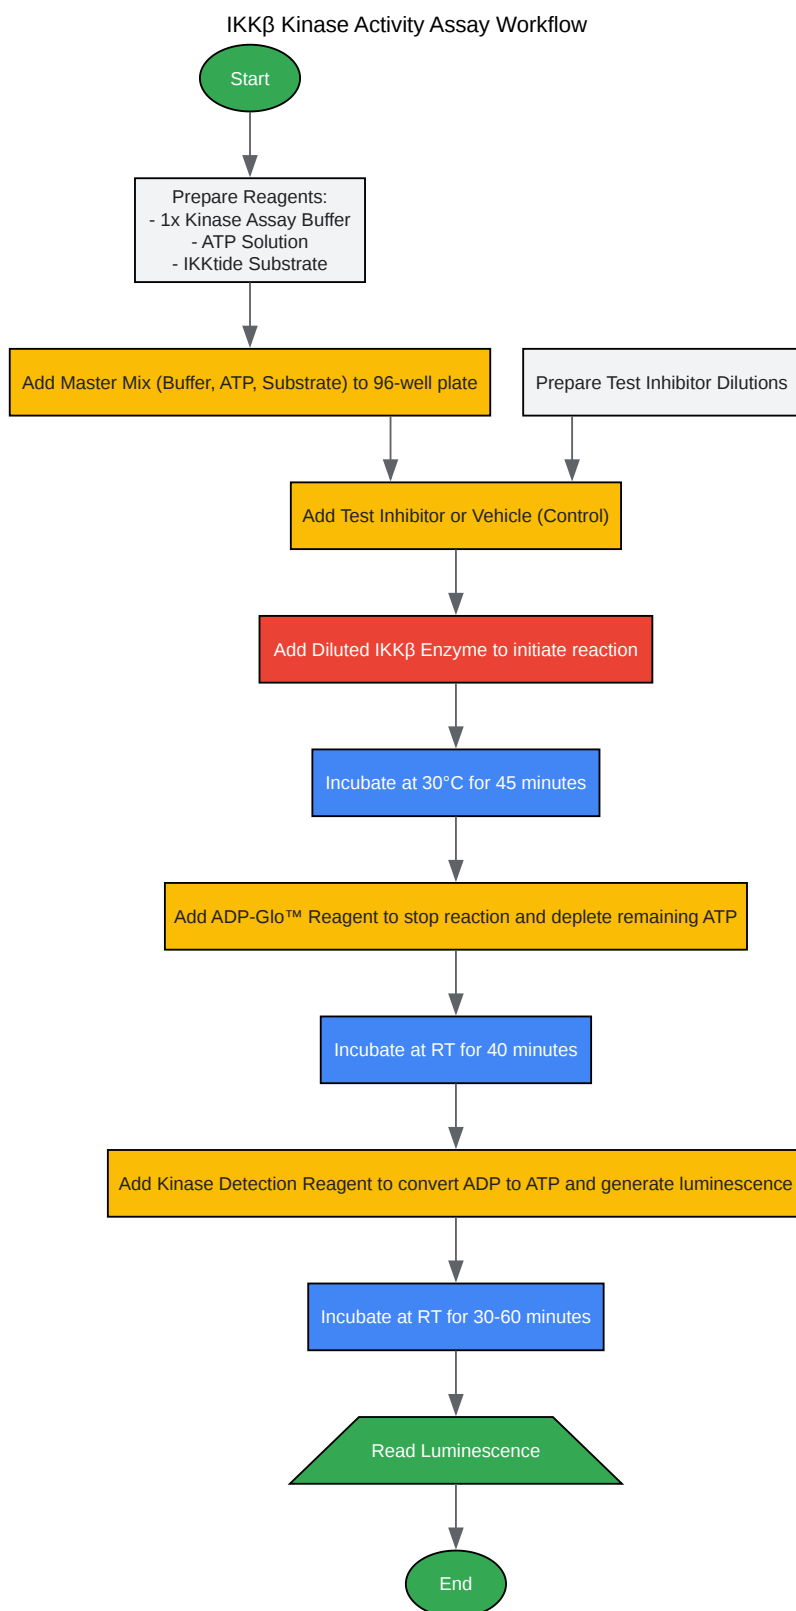 IKKβ Kinase Activity Assay Workflow
Start
Prepare Reagents:
- 1x Kinase Assay Buffer
- ATP Solution
- IKKtide Substrate
Add Master Mix (Buffer, ATP, Substrate) to 96-well plate
Prepare Test Inhibitor Dilutions
Add Test Inhibitor or Vehicle (Control)
Add Diluted IKKβ Enzyme to initiate reaction
Incubate at 30°C for 45 minutes
Add ADP-Glo™ Reagent to stop reaction and deplete remaining ATP
Incubate at RT for 40 minutes
Add Kinase Detection Reagent to convert ADP to ATP and generate luminescence
Incubate at RT for 30-60 minutes
Read Luminescence
End